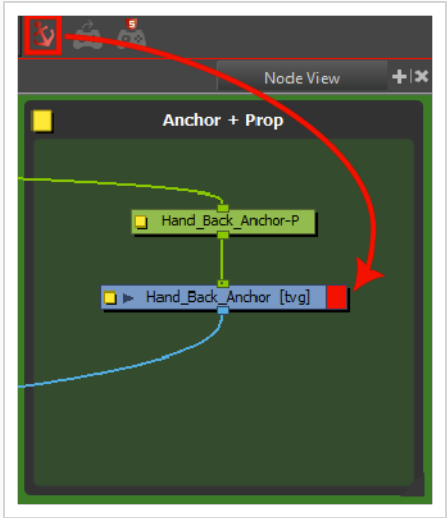 5
Node View
Anchor + Prop
Hand_Back_Anchor-P
Hand_Back_Anchor [tvg]